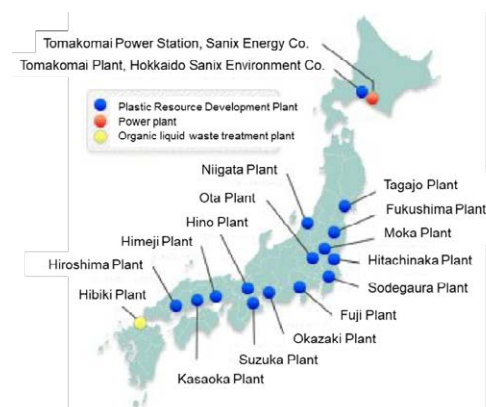 Tomakomai Power Station, Sanix Energy Co.
Tomakomai Plant, Hokkaido Sanix Environment Co.
Plastic Resource Development Plant
Power plant
Organic liquid waste treatment plant
Niigata Plant
Tagajo Plant
Ota Plant
Fukushima Plant
Hino Plant
Moka Plant
Himeji Plant
Hitachinaka Plant
Hiroshima Plant
Sodegaura Plant
Hibiki Plant
Fuji Plant
Okazaki Plant
Suzuka Plant
Kasaoka Plant